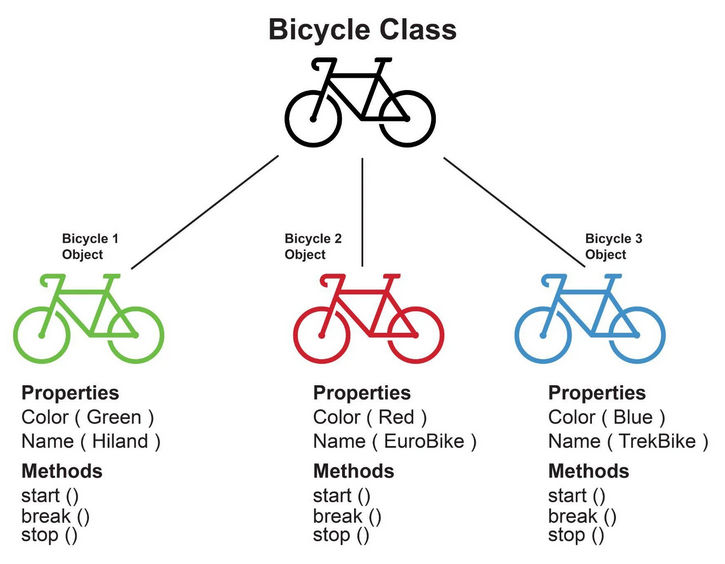 Bicycle Class
Bicycle 1
Object
Bicycle 2
Object
Bicycle 3
Object
Properties
Color ( Green )
Name ( Hiland )
Methods
start ()
break ()
stop ()
Properties
Color ( Red )
Name ( EuroBike )
Methods
start ()
break ()
stop ()
Properties
Color ( Blue )
Name ( TrekBike )
Methods
start ()
break ()
stop ()